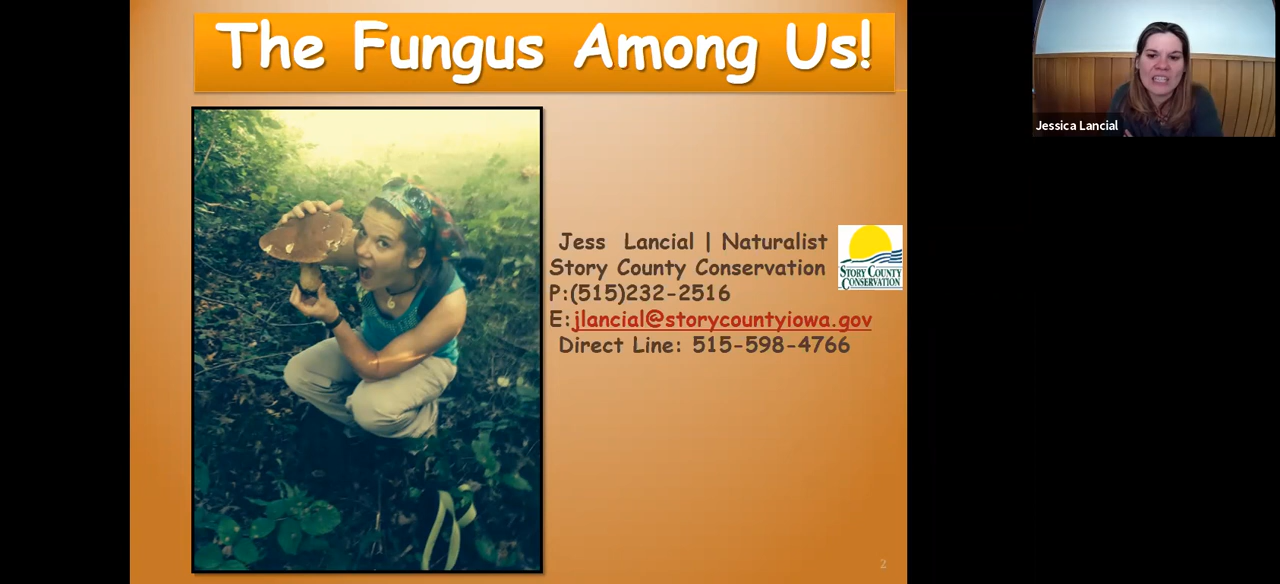 The Fungus Among Us!
Jessica Lancial
Jess Lancial | Naturalist
Story County Conservation
P:(515)232-2516
E:jlancial@storycountyiowa.gov
Direct Line: 515-598-4766
STORY COUNTY
CONSERVATION
2